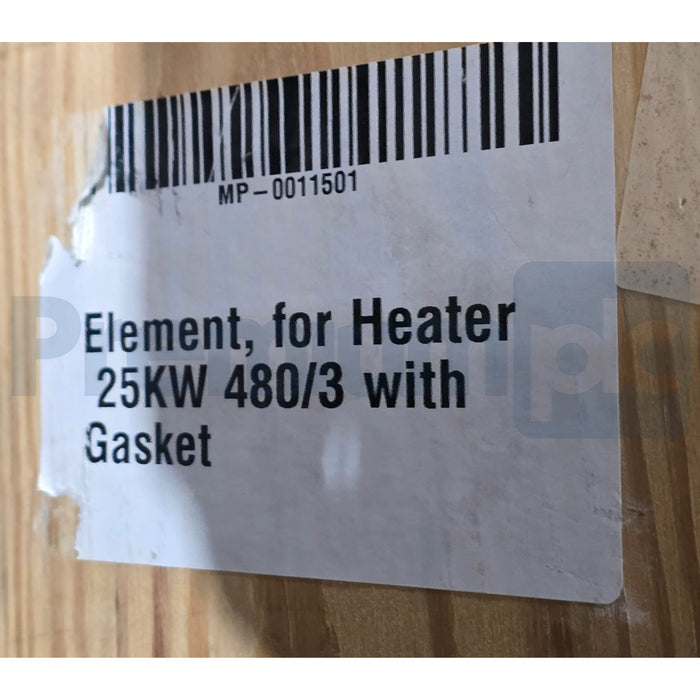 MP-0011501
Element, for Heater
25KW 480/3 with
Gasket